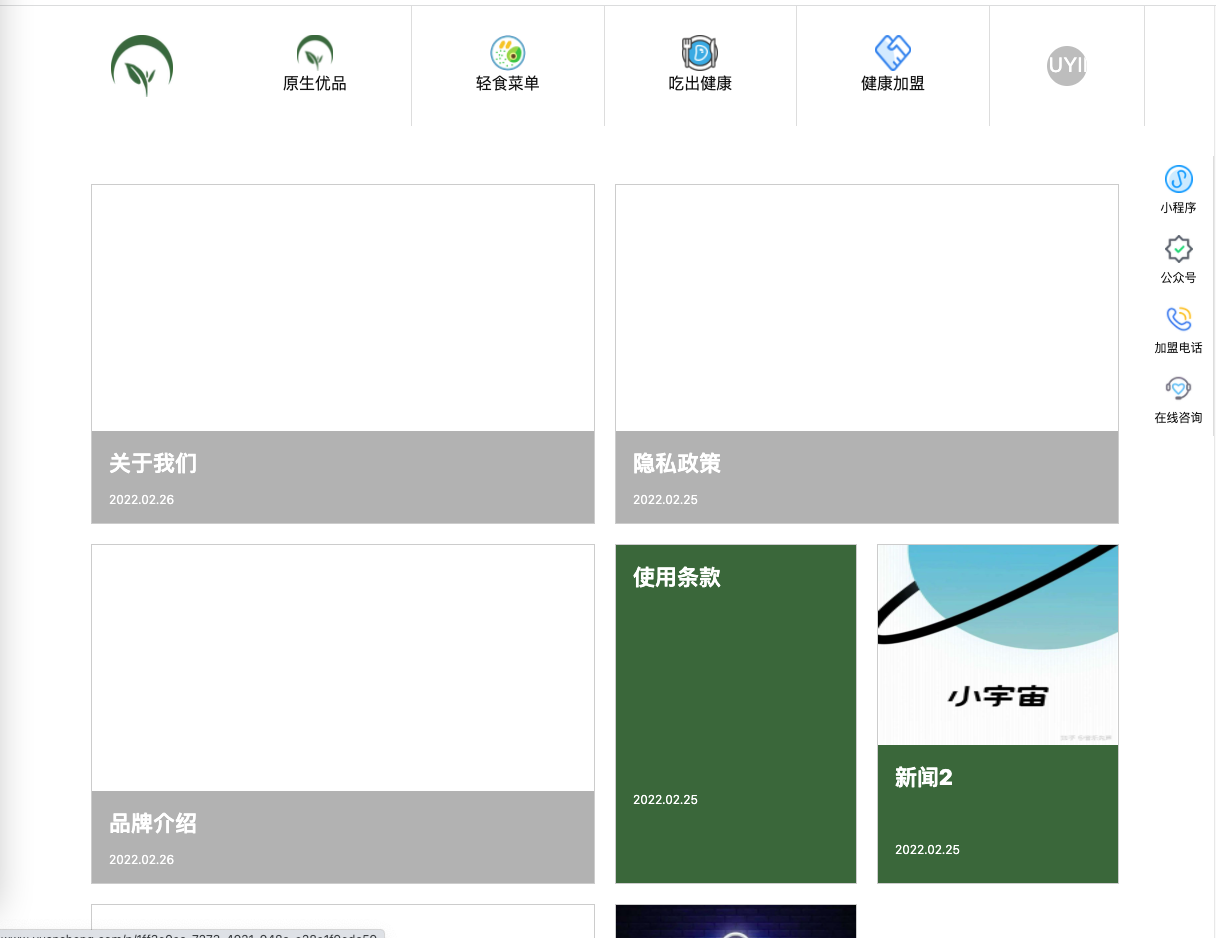 原生优品
轻食菜单
吃出健康
健康加盟
UYI
小程序
公众号
加盟电话
在线咨询
关于我们
2022.02.26
隐私政策
2022.02.25
品牌介绍
2022.02.26
使用条款
2022.02.25
小宇宙
新闻2
2022.02.25